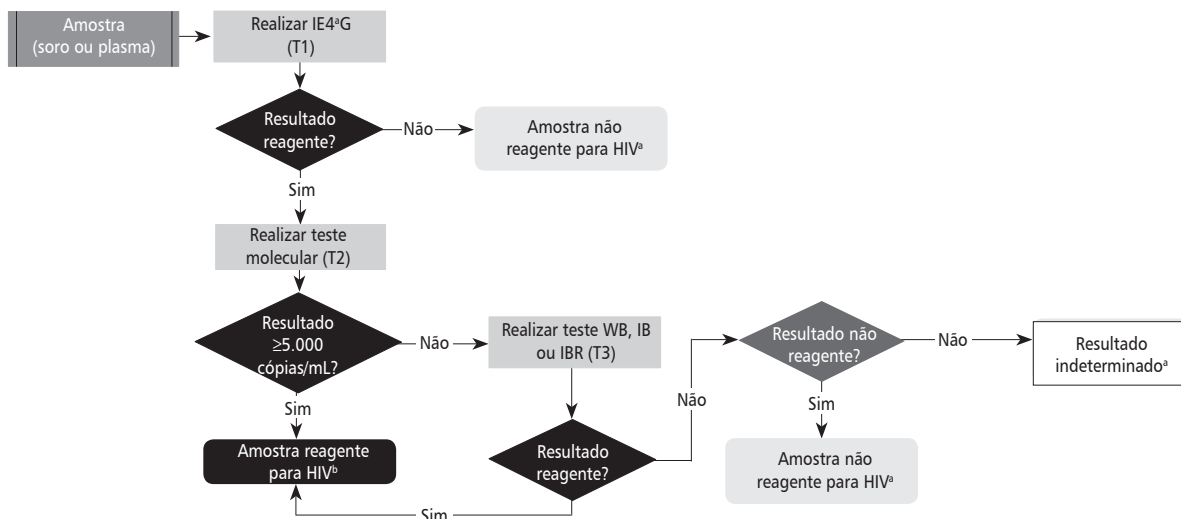 Amostra
(soro ou plasma)
Realizar IE4ªG
(T1)
Resultado
reagente?
Não
Amostra não
reagente para HIVª
Sim
Realizar teste
molecular (T2)
Resultado
≥5.000
cópias/mL?
Não
Realizar teste WB, IB
ou IBR (T3)
Resultado não
reagente?
Não
Resultado
indeterminadoª
Sim
Não
Sim
Amostra reagente
para HIVᵇ
Resultado
reagente?
Amostra não
reagente para HIVª
Sim